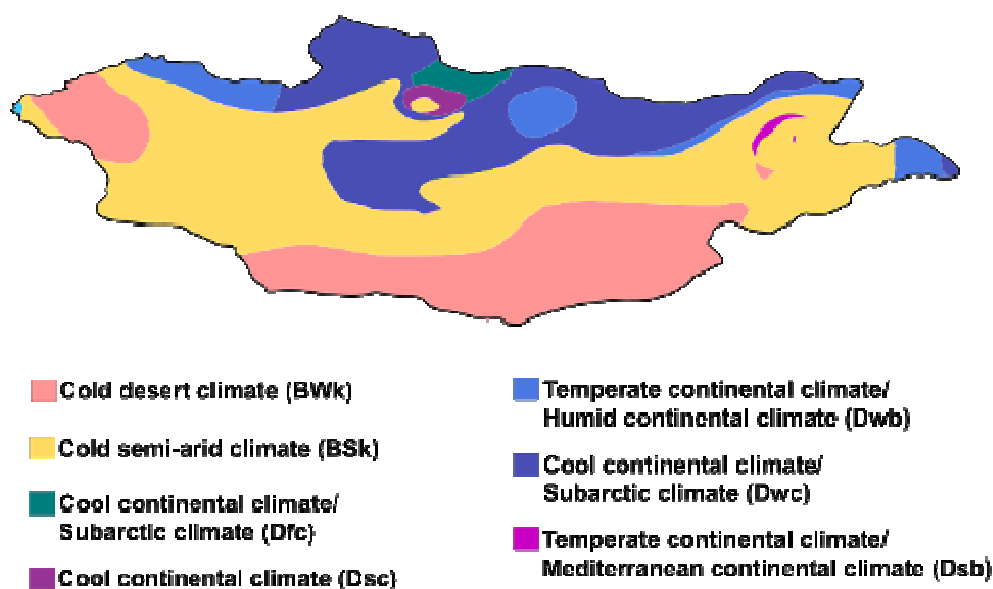 Cold desert climate (BWk)
Cold semi-arid climate (BSk)
Cool continental climate/
Subarctic climate (Dfc)
Cool continental climate (Dsc)
Temperate continental climate/
Humid continental climate (Dwb)
Cool continental climate/
Subarctic climate (Dwc)
Temperate continental climate/
Mediterranean continental climate (Dsb)